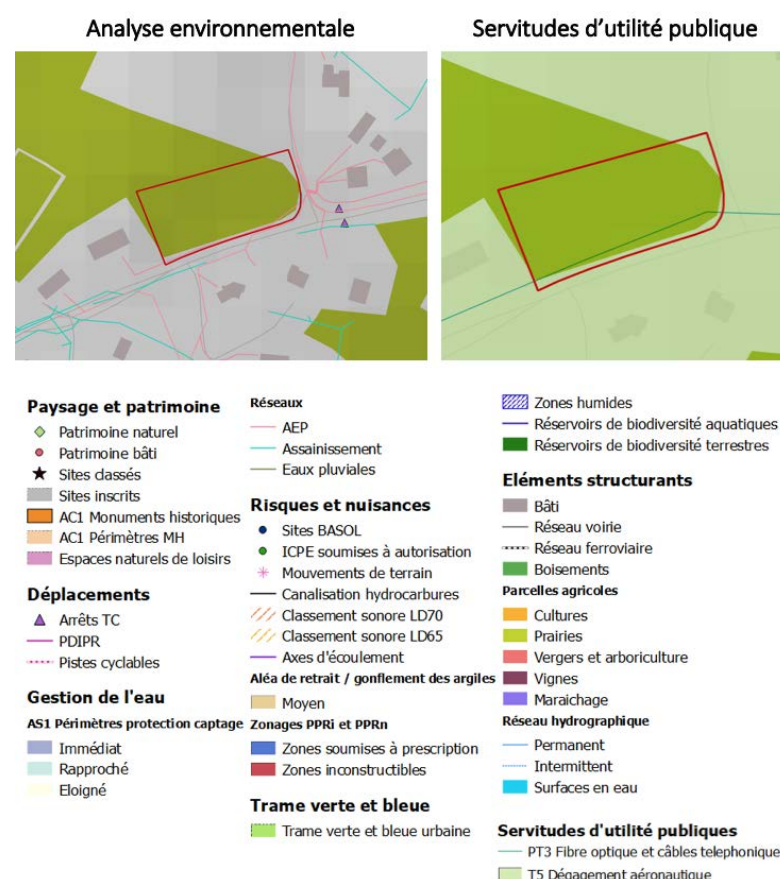 Analyse environnementale
Servitudes d’utilité publique
Paysage et patrimoine
Patrimoine naturel
Patrimoine bâti
Sites classés
Sites inscrits
AC1 Monuments historiques
AC1 Périmètres MH
Espaces naturels de loisirs
Déplacements
Arrêts TC
PDIPR
Pistes cyclables
Gestion de l'eau
AS1 Périmètres protection captage
Immédiat
Rapproché
Eloigné
Réseaux
AEP
Assainissement
Eaux pluviales
Risques et nuisances
Sites BASOL
ICPE soumises à autorisation
Mouvements de terrain
Canalisation hydrocarbures
Classement sonore LD70
Classement sonore LD65
Axes d'écoulement
Aléa de retrait / gonflement des argiles
Moyen
Zonages PPRi et PPRn
Zones soumises à prescription
Zones inconstructibles
Trame verte et bleue
Trame verte et bleue urbaine
Zones humides
Réservoirs de biodiversité aquatiques
Réservoirs de biodiversité terrestres
Eléments structurants
Bâti
Réseau voirie
Réseau ferroviaire
Boisements
Parcelles agricoles
Cultures
Prairies
Vergers et arboriculture
Vignes
Maraichage
Réseau hydrographique
Permanent
Intermittent
Surfaces en eau
Servitudes d'utilité publiques
PT3 Fibre optique et câbles telephonique
T5 Dégagement aéronautique